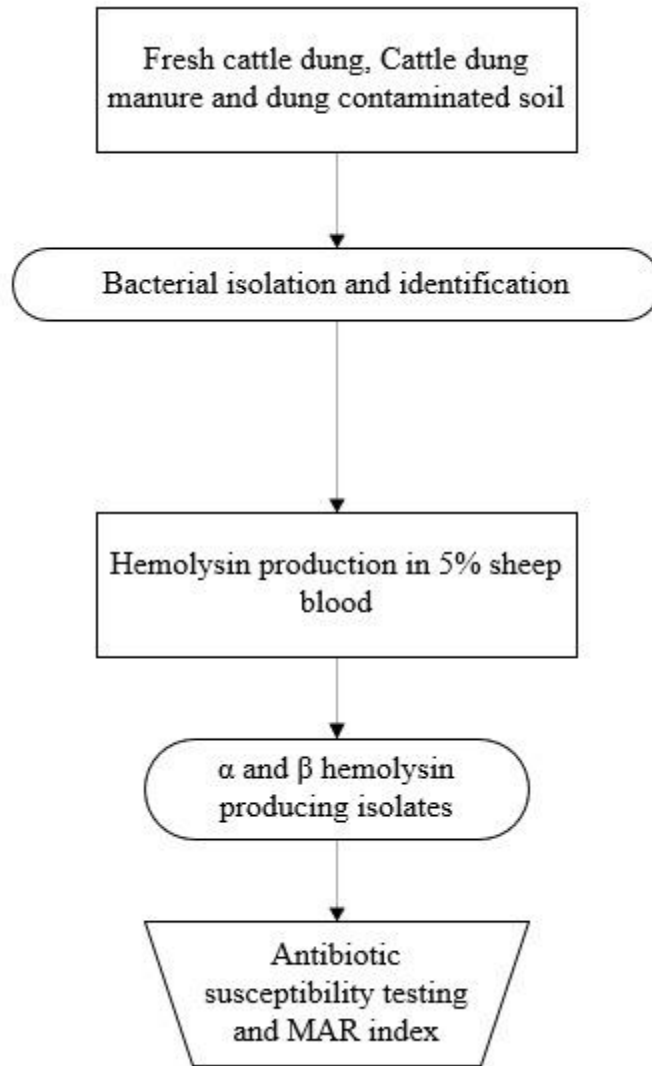 Fresh cattle dung, Cattle dung
manure and dung contaminated soil
Bacterial isolation and identification
Hemolysin production in 5% sheep
blood
α and β hemolysin
producing isolates
Antibiotic
susceptibility testing
and MAR index